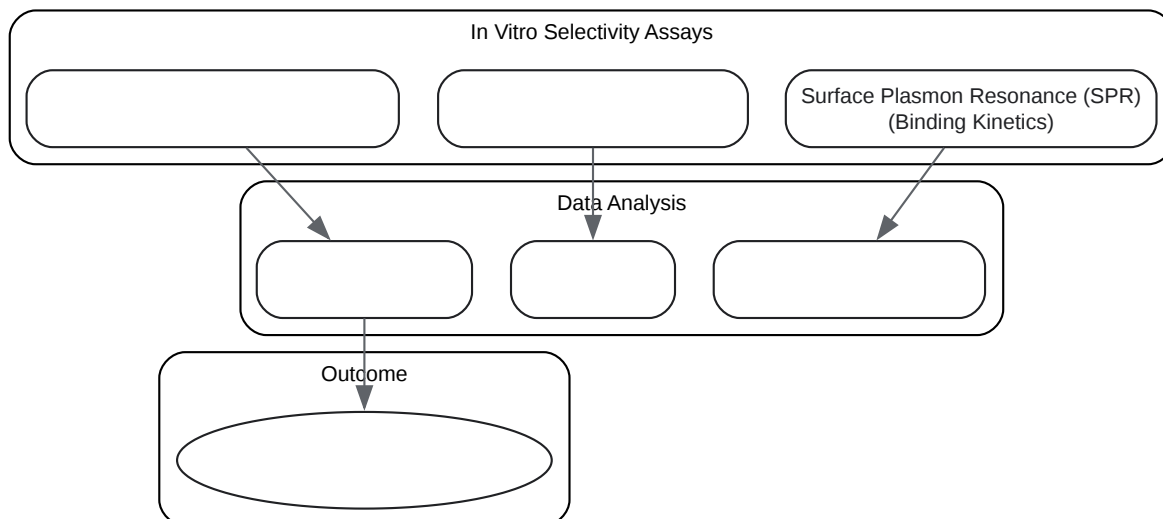 In Vitro Selectivity Assays
Surface Plasmon Resonance (SPR)
(Binding Kinetics)
Data Analysis
Outcome